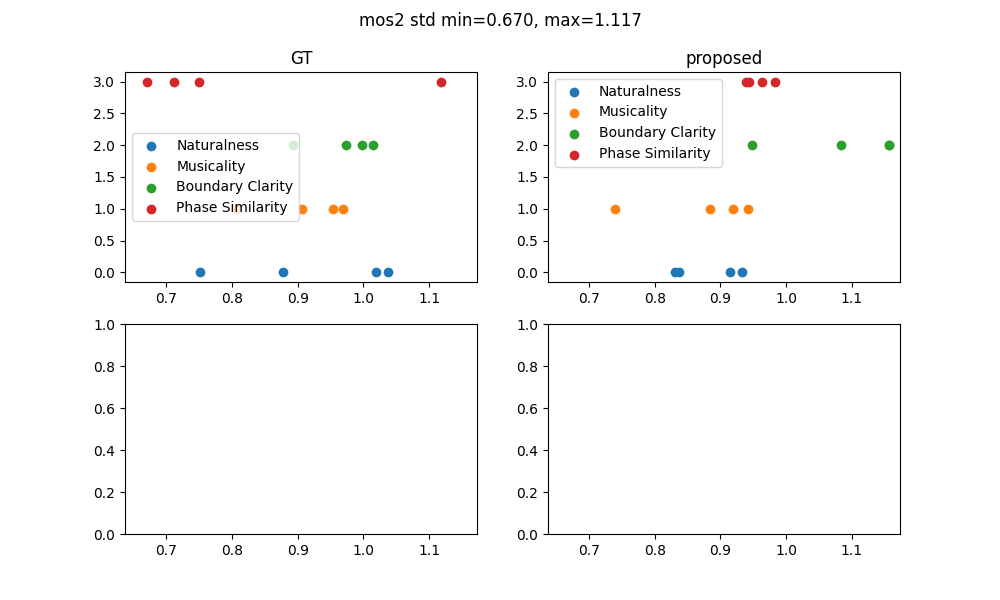 mos2 std min=0.670, max=1.117
GT
proposed
3.0
2.5
2.0
1.5
1.0
0.5
0.0
Naturalness
Musicality
Boundary Clarity
Phase Similarity
0.7 0.8 0.9 1.0 1.1
3.0
2.5
2.0
1.5
1.0
0.5
0.0
Naturalness
Musicality
Boundary Clarity
Phase Similarity
0.7 0.8 0.9 1.0 1.1
1.0
0.8
0.6
0.4
0.2
0.0
0.7 0.8 0.9 1.0 1.1
1.0
0.8
0.6
0.4
0.2
0.0
0.7 0.8 0.9 1.0 1.1